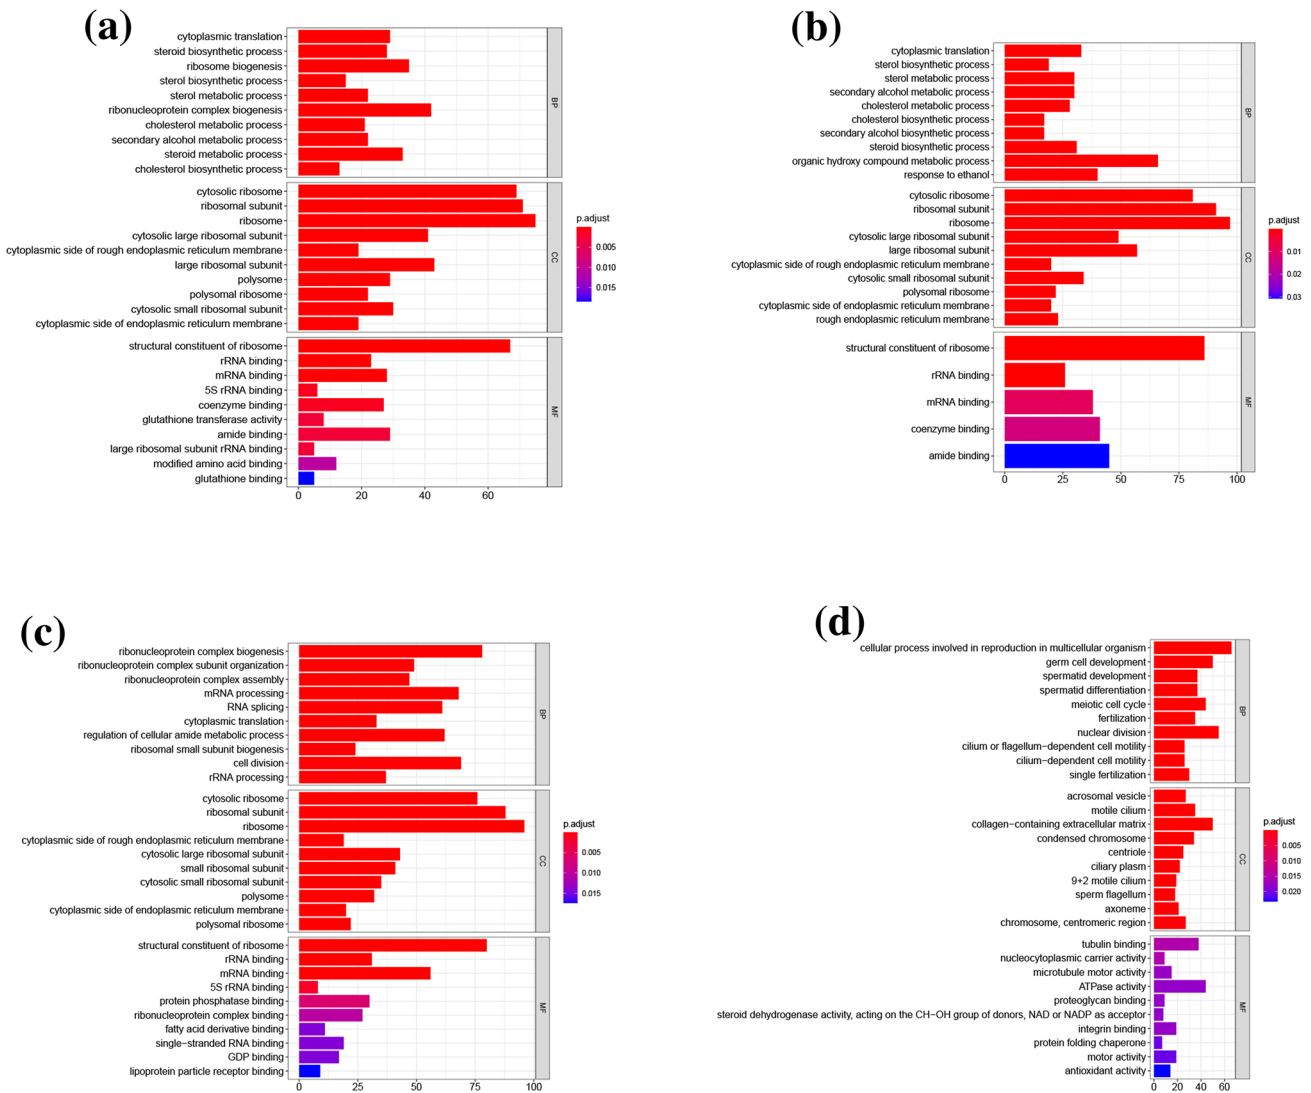 (a)
cytoplasmic translation
steroid biosynthetic process
ribosome biogenesis
sterol biosynthetic process
sterol metabolic process
ribonucleoprotein complex biogenesis
cholesterol metabolic process
secondary alcohol metabolic process
steroid metabolic process
cholesterol biosynthetic process
BP
cytosolic ribosome
ribosomal subunit
ribosome
cytosolic large ribosomal subunit
cytoplasmic side of rough endoplasmic reticulum membrane
large ribosomal subunit
polysome
polysomal ribosome
cytosolic small ribosomal subunit
cytoplasmic side of endoplasmic reticulum membrane
CC
structural constituent of ribosome
rRNA binding
mRNA binding
5S rRNA binding
coenzyme binding
glutathione transferase activity
amide binding
large ribosomal subunit rRNA binding
modified amino acid binding
glutathione binding
MF
0 20 40 60
p.adjust
0.005
0.010
0.015
(b)
cytoplasmic translation
sterol biosynthetic process
sterol metabolic process
secondary alcohol metabolic process
cholesterol metabolic process
cholesterol biosynthetic process
secondary alcohol biosynthetic process
steroid biosynthetic process
organic hydroxy compound metabolic process
response to ethanol
BP
cytosolic ribosome
ribosomal subunit
ribosome
cytosolic large ribosomal subunit
large ribosomal subunit
cytoplasmic side of rough endoplasmic reticulum membrane
cytosolic small ribosomal subunit
polysomal ribosome
cytoplasmic side of endoplasmic reticulum membrane
rough endoplasmic reticulum membrane
CC
structural constituent of ribosome
rRNA binding
mRNA binding
coenzyme binding
amide binding
MF
0 25 50 75 100
p.adjust
0.01
0.02
0.03
(c)
ribonucleoprotein complex biogenesis
ribonucleoprotein complex subunit organization
ribonucleoprotein complex assembly
mRNA processing
RNA splicing
cytoplasmic translation
regulation of cellular amide metabolic process
ribosomal small subunit biogenesis
cell division
rRNA processing
BP
cytosolic ribosome
ribosomal subunit
ribosome
cytoplasmic side of rough endoplasmic reticulum membrane
cytosolic large ribosomal subunit
small ribosomal subunit
cytosolic small ribosomal subunit
polysome
cytoplasmic side of endoplasmic reticulum membrane
polysomal ribosome
CC
structural constituent of ribosome
rRNA binding
mRNA binding
5S rRNA binding
protein phosphatase binding
ribonucleoprotein complex binding
fatty acid derivative binding
single−stranded RNA binding
GDP binding
lipoprotein particle receptor binding
MF
0 25 50 75 100
p.adjust
0.005
0.010
0.015
(d)
cellular process involved in reproduction in multicellular organism
germ cell development
spermatid development
spermatid differentiation
meiotic cell cycle
fertilization
nuclear division
cilium or flagellum−dependent cell motility
cilium−dependent cell motility
single fertilization
BP
acrosomal vesicle
motile cilium
collagen−containing extracellular matrix
condensed chromosome
centriole
ciliary plasm
9+2 motile cilium
sperm flagellum
axoneme
chromosome, centromeric region
CC
tubulin binding
nucleocytoplasmic carrier activity
microtubule motor activity
ATPase activity
proteoglycan binding
steroid dehydrogenase activity, acting on the CH−OH group of donors, NAD or NADP as acceptor
integrin binding
protein folding chaperone
motor activity
antioxidant activity
MF
0 20 40 60
p.adjust
0.005
0.010
0.015
0.020